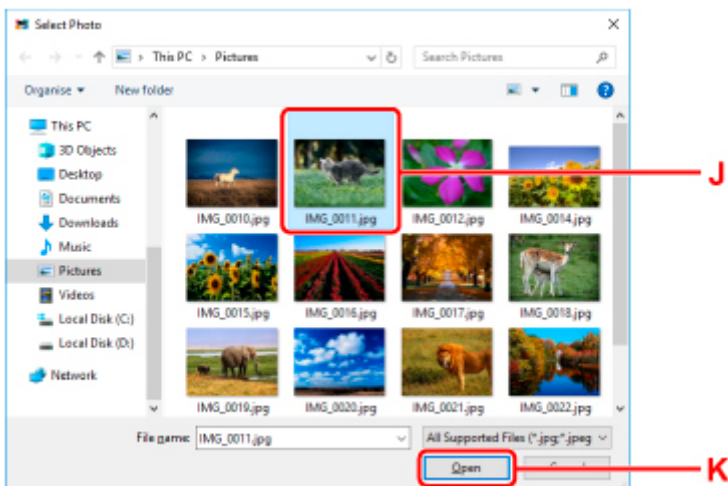 Select Photo
This PC > Pictures
Search Pictures
Organise
New folder
This PC
3D Objects
Desktop
Documents
Downloads
Music
Pictures
Videos
Local Disk (C:)
Local Disk (D:)
Network
IMG_0010.jpg
IMG_0011.jpg
IMG_0012.jpg
IMG_0014.jpg
IMG_0015.jpg
IMG_0016.jpg
IMG_0017.jpg
IMG_0018.jpg
IMG_0019.jpg
IMG_0020.jpg
IMG_0021.jpg
IMG_0022.jpg
J
File name: IMG_0011.jpg
All Supported Files (*.jpg;*.jpeg
Open
K